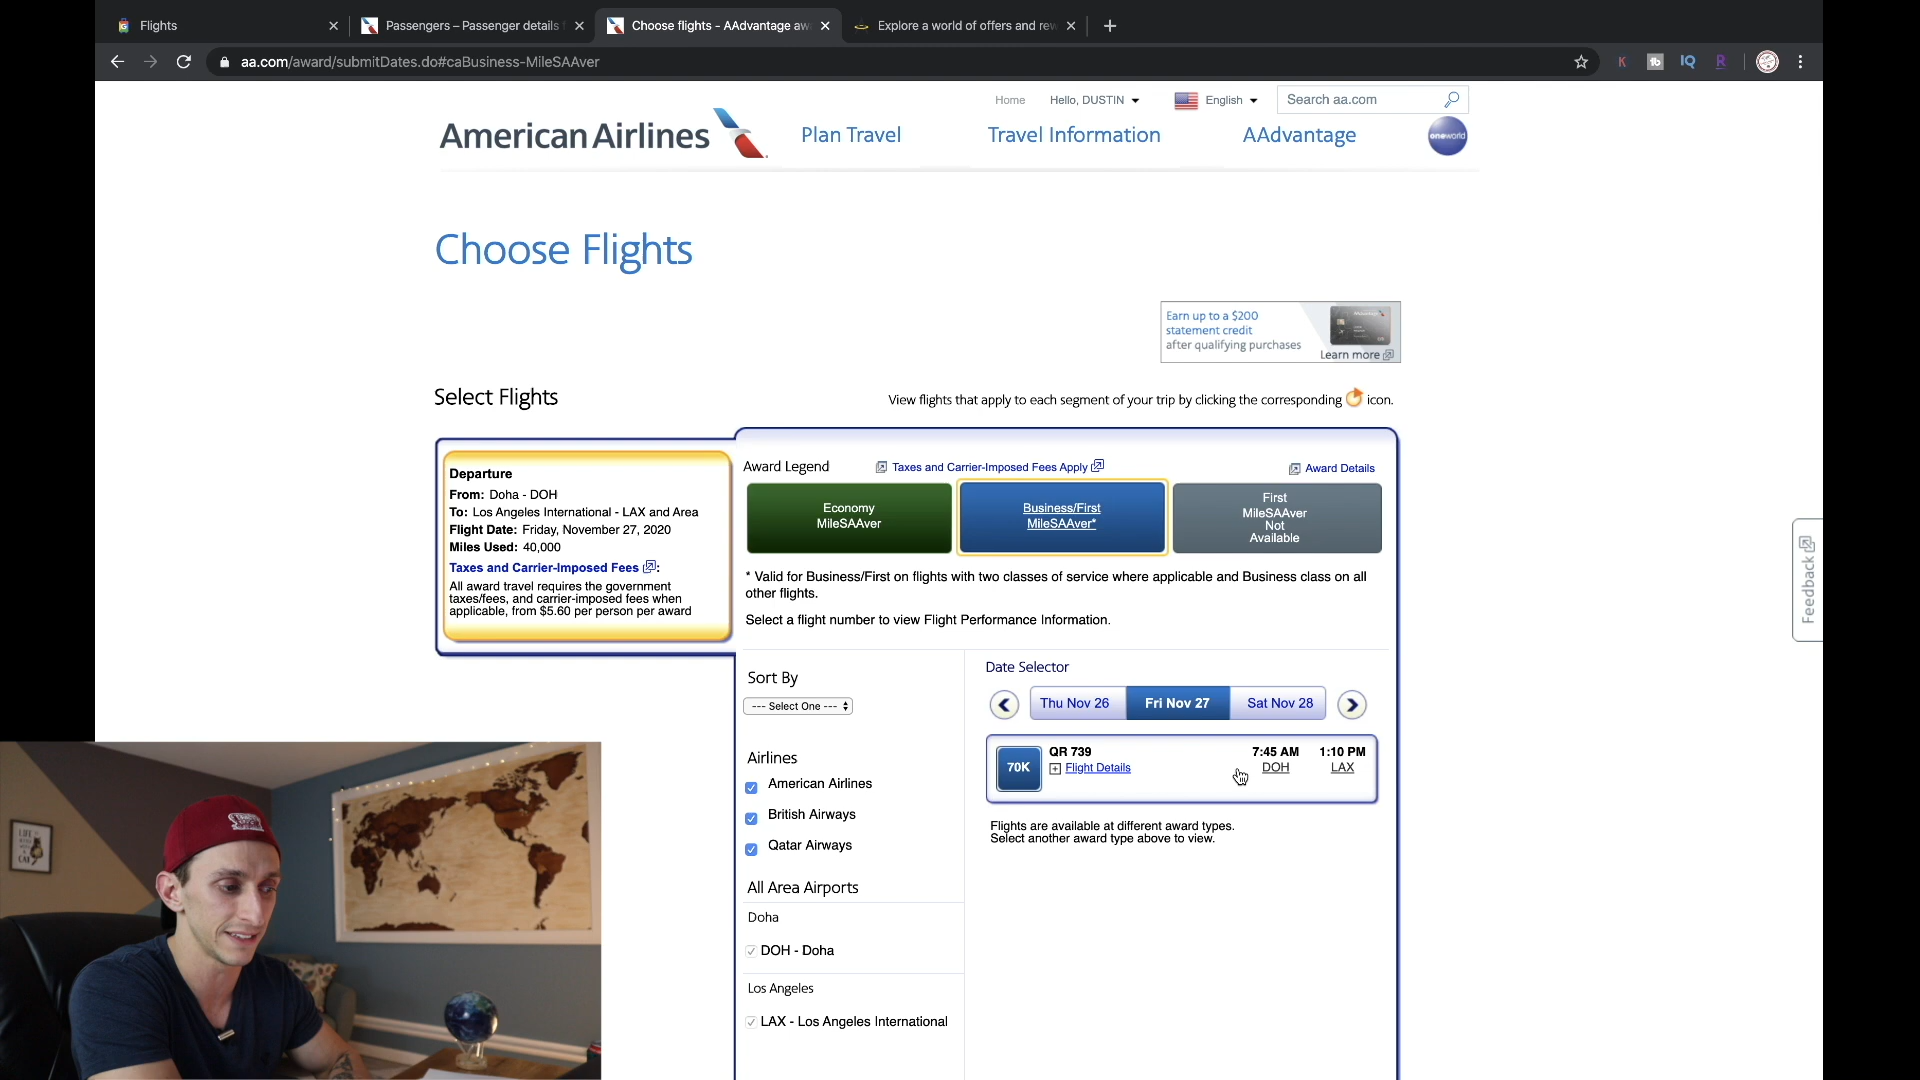 Flights
Passengers – Passenger details
Choose flights - AAdvantage aw
Explore a world of offers and rew
aa.com/award/submitDates.do#caBusiness-MileSAAver
K
tb
IQ
R
Home
Hello, DUSTIN
English
Search aa.com
American Airlines
Plan Travel
Travel Information
AAdvantage
oneworld
Choose Flights
Earn up to a $200
statement credit
after qualifying purchases
Learn more
Select Flights
View flights that apply to each segment of your trip by clicking the corresponding icon.
Departure
From: Doha - DOH
To: Los Angeles International - LAX and Area
Flight Date: Friday, November 27, 2020
Miles Used: 40,000
Taxes and Carrier-Imposed Fees :
All award travel requires the government
taxes/fees, and carrier-imposed fees when
applicable, from $5.60 per person per award
Award Legend
Taxes and Carrier-Imposed Fees Apply
Award Details
Economy
MileSAAver
Business/First
MileSAAver*
First
MileSAAver
Not
Available
* Valid for Business/First on flights with two classes of service where applicable and Business class on all
other flights.
Select a flight number to view Flight Performance Information.
Sort By
--- Select One ---
Airlines
American Airlines
British Airways
Qatar Airways
All Area Airports
Doha
DOH - Doha
Los Angeles
LAX - Los Angeles International
Date Selector
Thu Nov 26
Fri Nov 27
Sat Nov 28
70K
QR 739
Flight Details
7:45 AM
DOH
1:10 PM
LAX
Flights are available at different award types.
Select another award type above to view.
Feedback